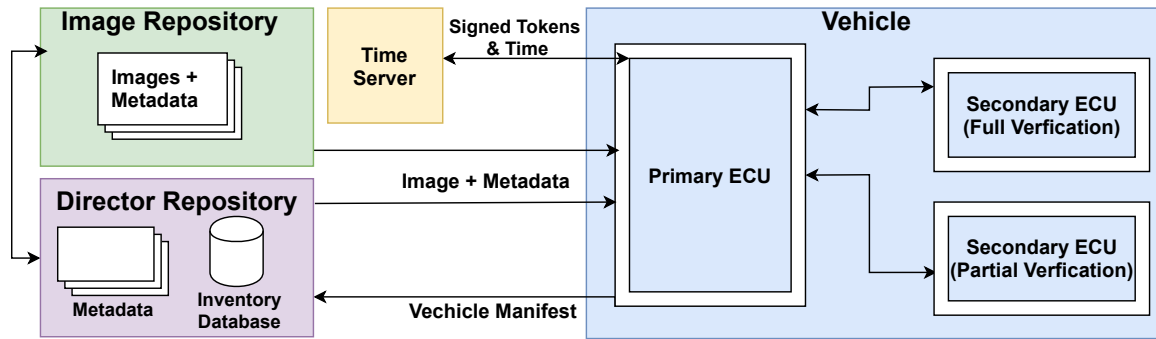 Image Repository
Images +
Metadata
Time
Server
Signed Tokens
& Time
Vehicle
Primary ECU
Secondary ECU
(Full Verfication)
Secondary ECU
(Partial Verfication)
Image + Metadata
Director Repository
Metadata
Inventory
Database
Vechicle Manifest